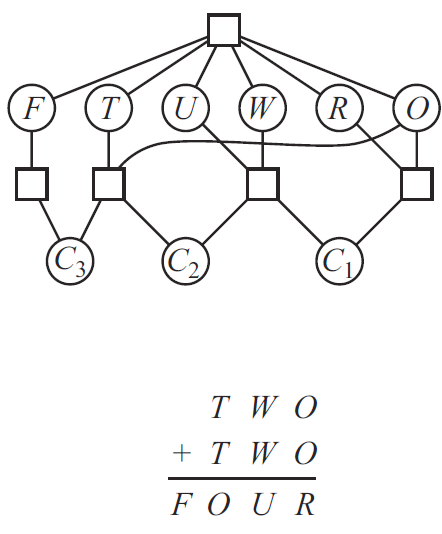 F T U W R O
C3 C2 C1
T W O
+ T W O
F O U R